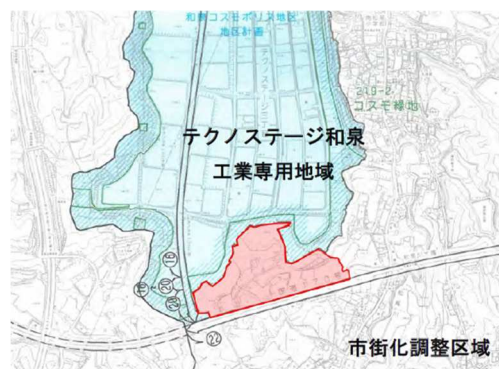 和泉コスモポリス地区
地区計画
219-2
コスモ緑地
テクノステージ和泉
工業専用地域
市街化調整区域